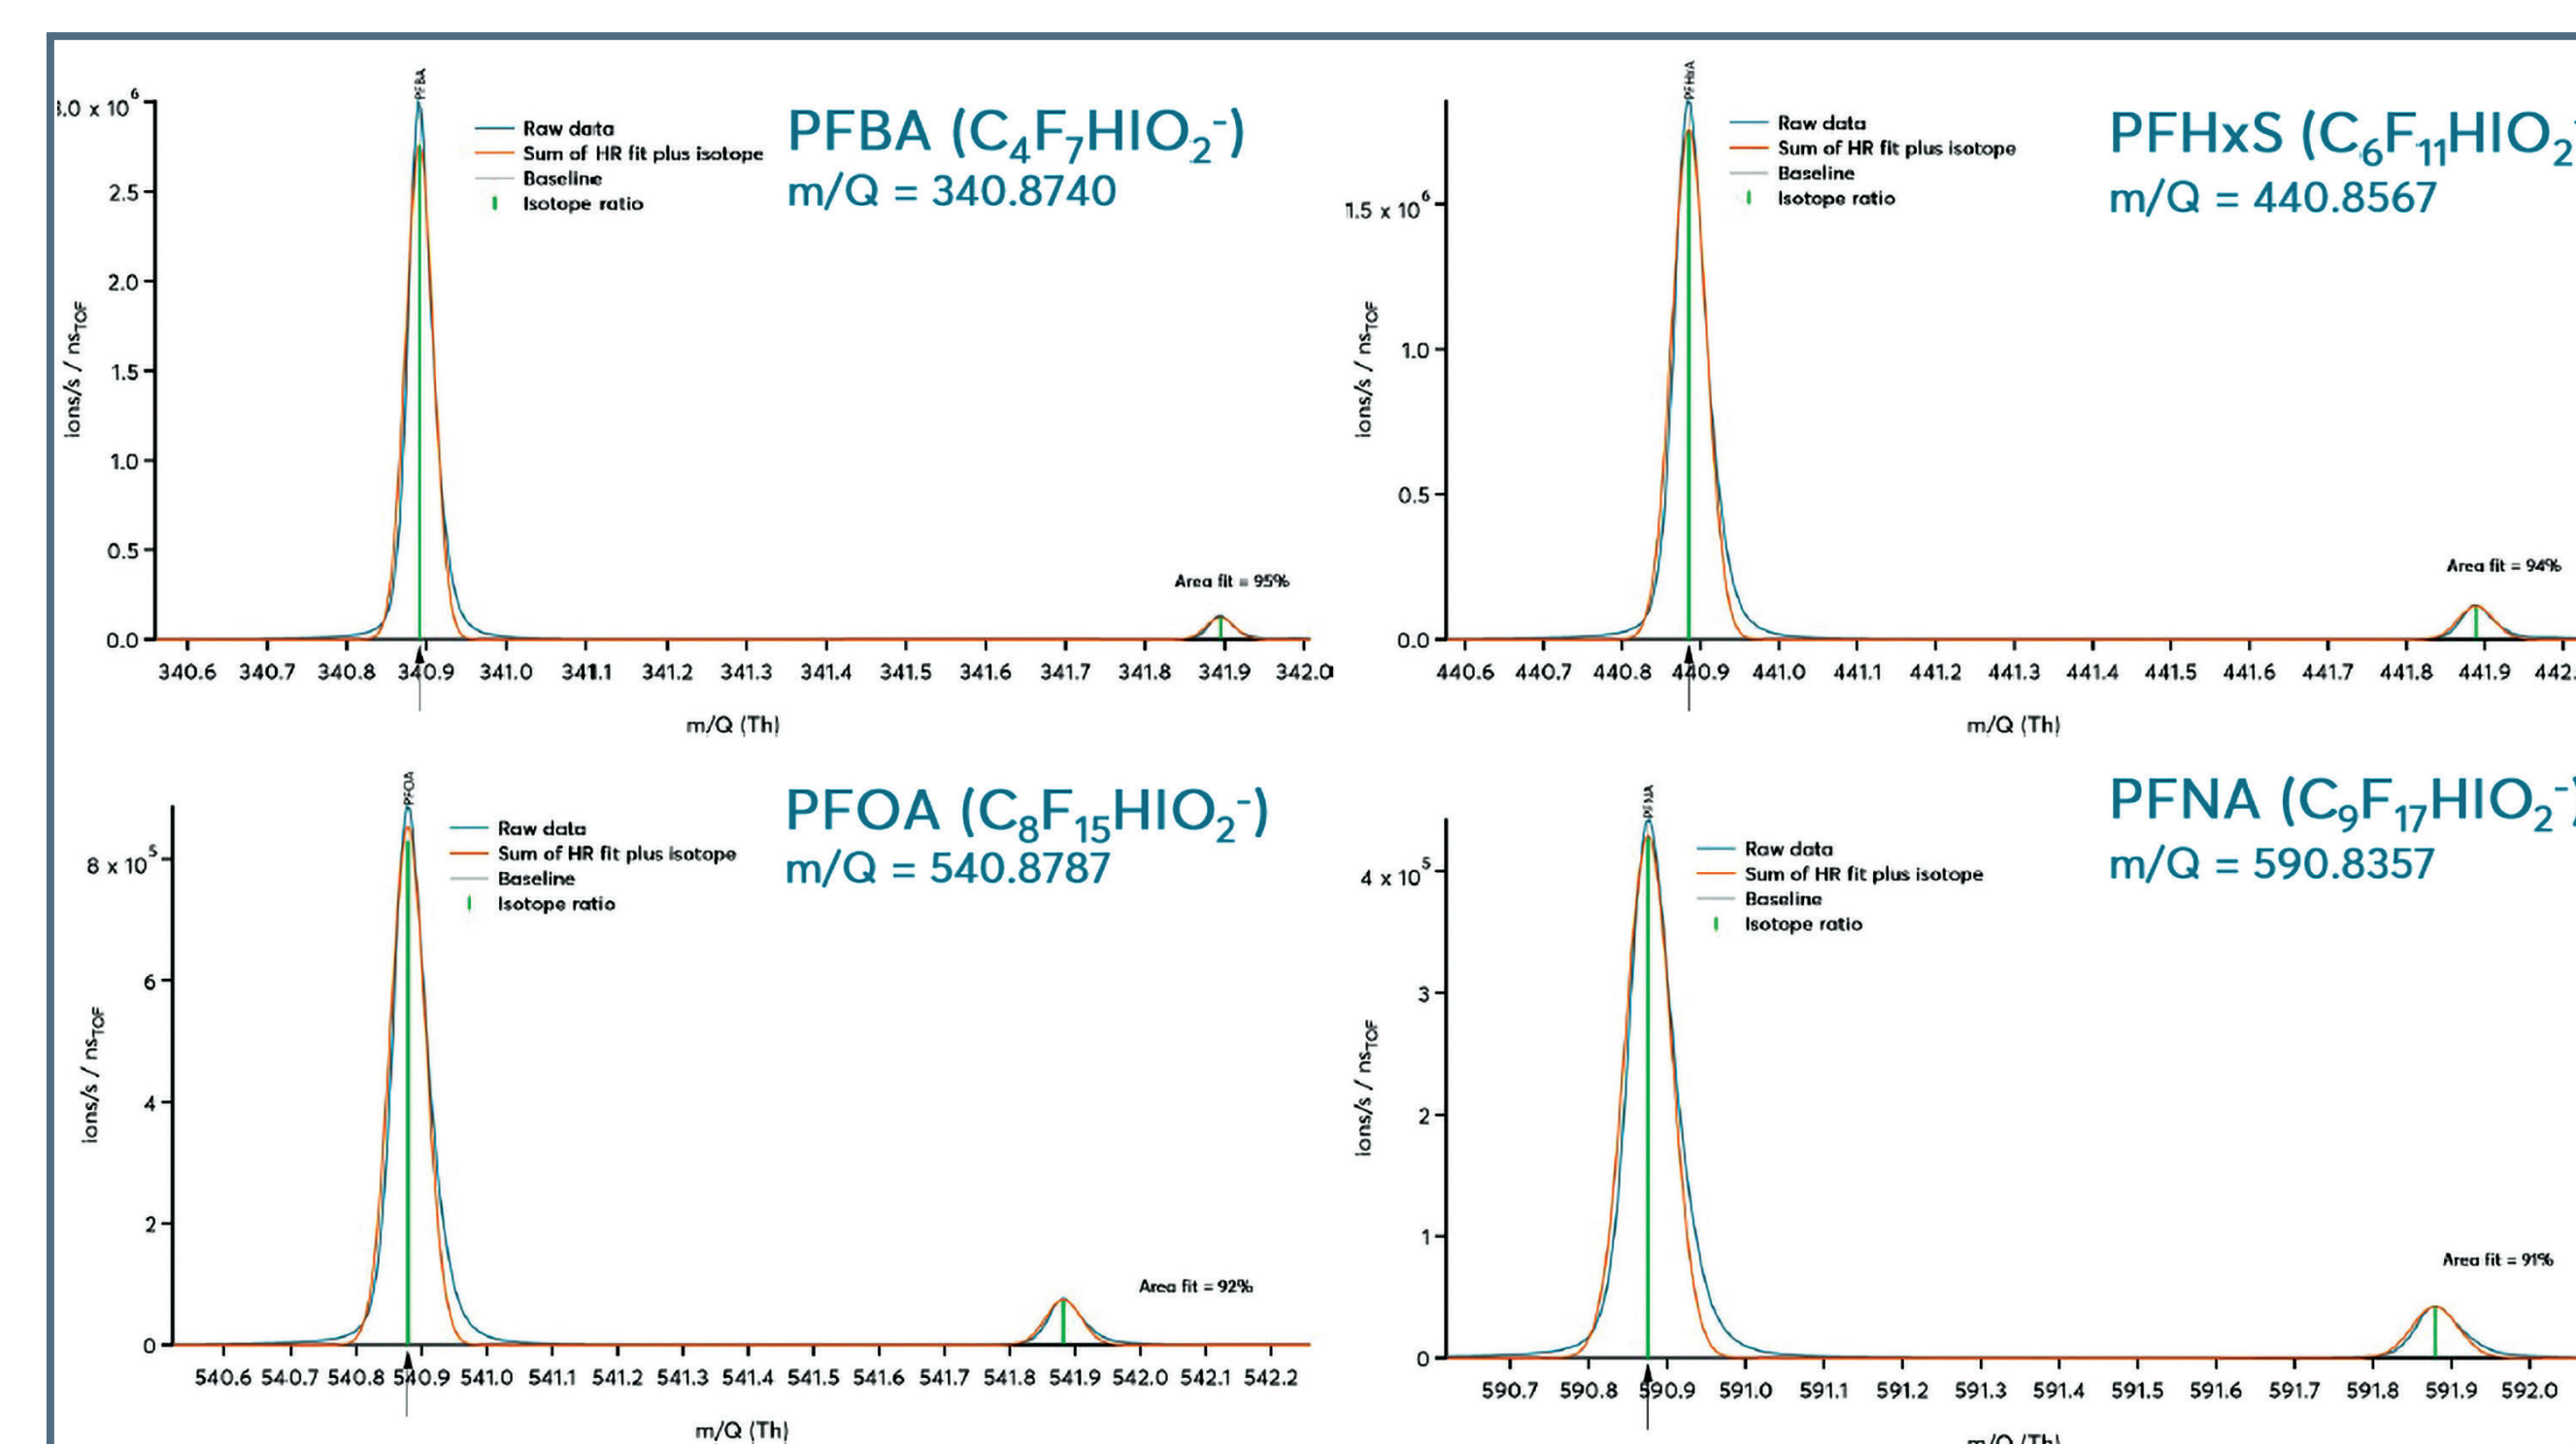 PFBA
3.0 x 10⁶
2.5
2.0
1.5
1.0
0.5
0.0
ions/s / nsTOF
Raw data
Sum of HR fit plus isotope
Baseline
Isotope ratio
PFBA (C₄F₇HIO₂⁻)
m/Q = 340.8740
Area fit = 95%
340.6 340.7 340.8 340.9 341.0 341.1 341.2 341.3 341.4 341.5 341.6 341.7 341.8 341.9 342.0
m/Q (Th)
PFHxA
1.5 x 10⁶
1.0
0.5
0.0
ions/s / nsTOF
Raw data
Sum of HR fit plus isotope
Baseline
Isotope ratio
PFHxS (C₆F₁₁HIO₂
m/Q = 440.8567
Area fit = 94%
440.6 440.7 440.8 440.9 441.0 441.1 441.2 441.3 441.4 441.5 441.6 441.7 441.8 441.9 442.
m/Q (Th)
PFOA
8 x 10⁵
6
4
2
0
ions/s / nsTOF
Raw data
Sum of HR fit plus isotope
Baseline
Isotope ratio
PFOA (C₈F₁₅HIO₂⁻)
m/Q = 540.8787
Area fit = 92%
540.6 540.7 540.8 540.9 541.0 541.1 541.2 541.3 541.4 541.5 541.6 541.7 541.8 541.9 542.0 542.1 542.2
m/Q (Th)
PFNA
4 x 10⁵
3
2
1
0
ions/s / nsTOF
Raw data
Sum of HR fit plus isotope
Baseline
Isotope ratio
PFNA (C₉F₁₇HIO₂⁻)
m/Q = 590.8357
Area fit = 91%
590.7 590.8 590.9 591.0 591.1 591.2 591.3 591.4 591.5 591.6 591.7 591.8 591.9 592.0
m/Q (Th)